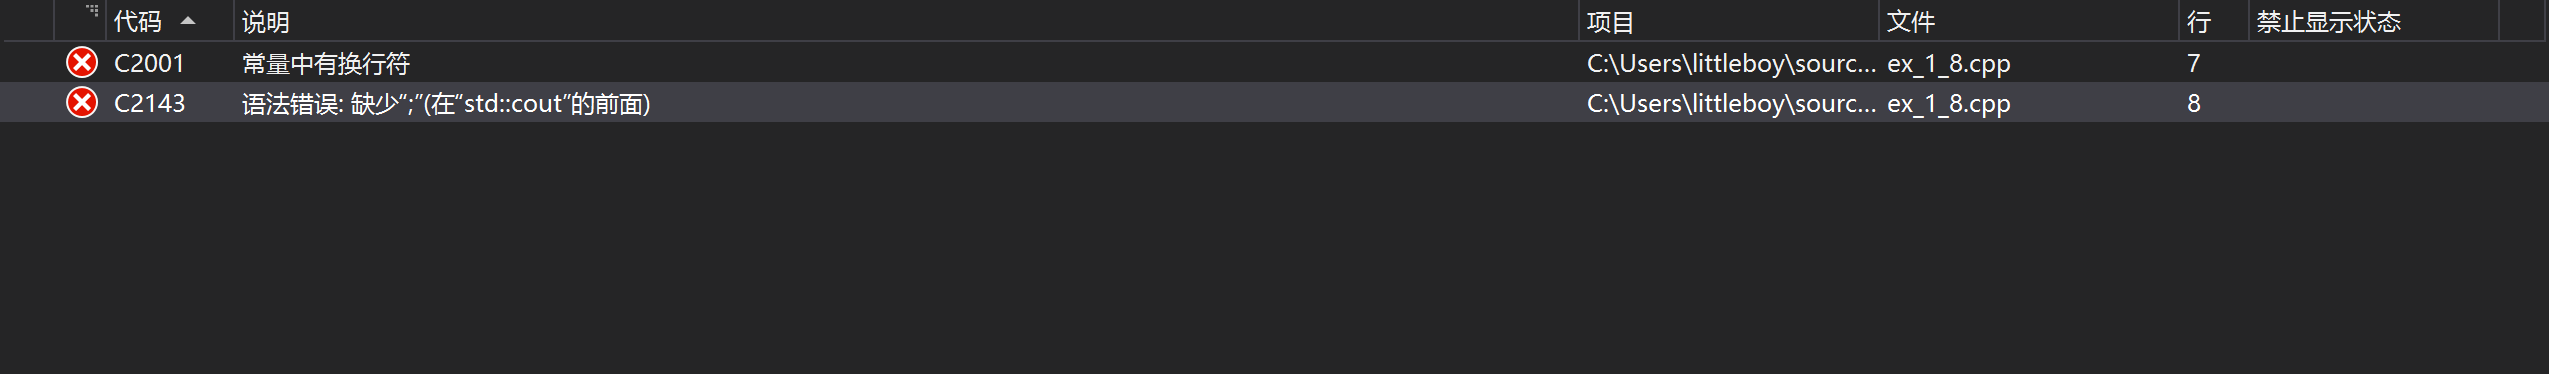 代码 说明 项目 文件 行 禁止显示状态
C2001 常量中有换行符 C:\Users\littleboy\sourc... ex_1_8.cpp 7
C2143 语法错误: 缺少“;”(在“std::cout”的前面) C:\Users\littleboy\sourc... ex_1_8.cpp 8